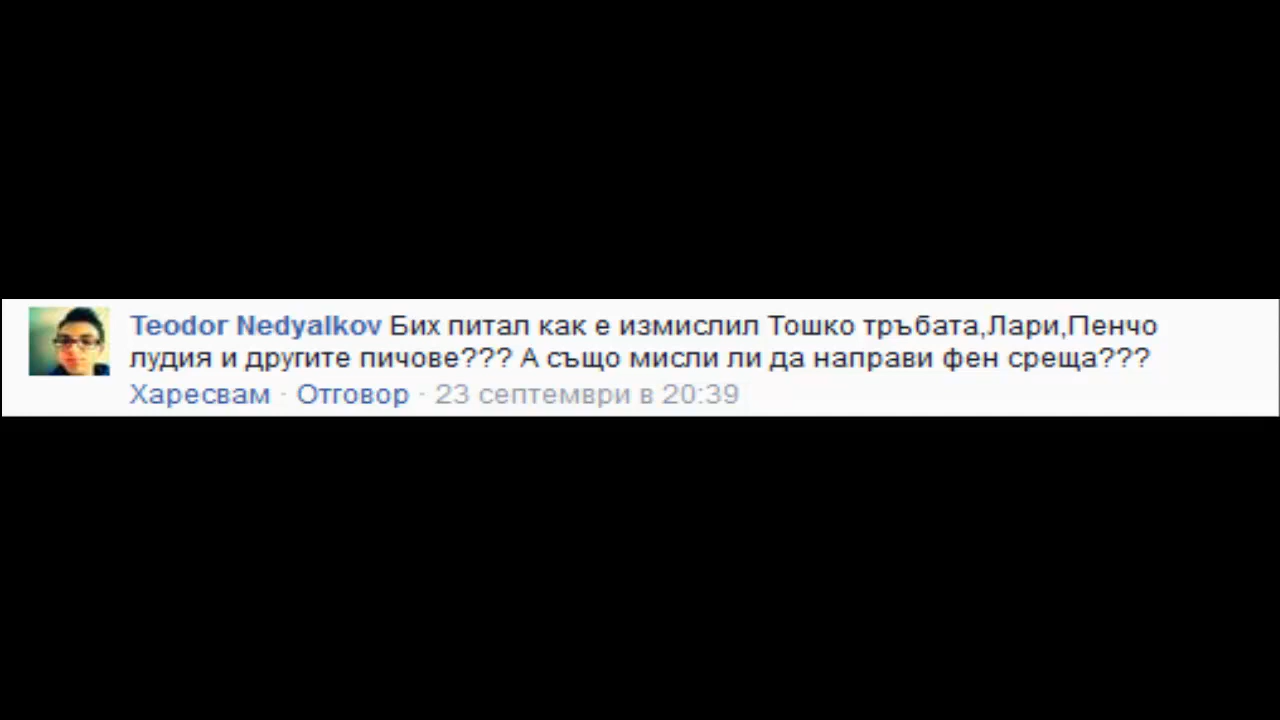 Teodor Nedyalkov Бих питал как е измислил Тошко тръбата,Лари,Пенчо
лудия и другите пичове??? А също мисли ли да направи фен среща???
Харесвам · Отговор · 23 септември в 20:39